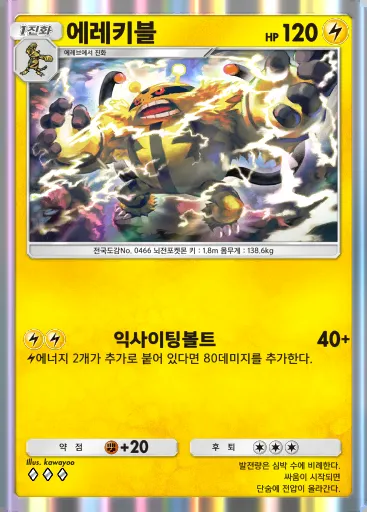 1진화
에레키블
HP 120
에레브에서 진화
전국도감No. 0466 뇌전포켓몬 키 : 1.8m 몸무게 : 138.6kg
익사이팅볼트 40+
에너지 2개가 추가로 붙어 있다면 80데미지를 추가한다.
약 점 +20 후 퇴
Illus. kawayoo
발전량은 심박 수에 비례한다.
싸움이 시작되면
단숨에 전압이 올라간다.